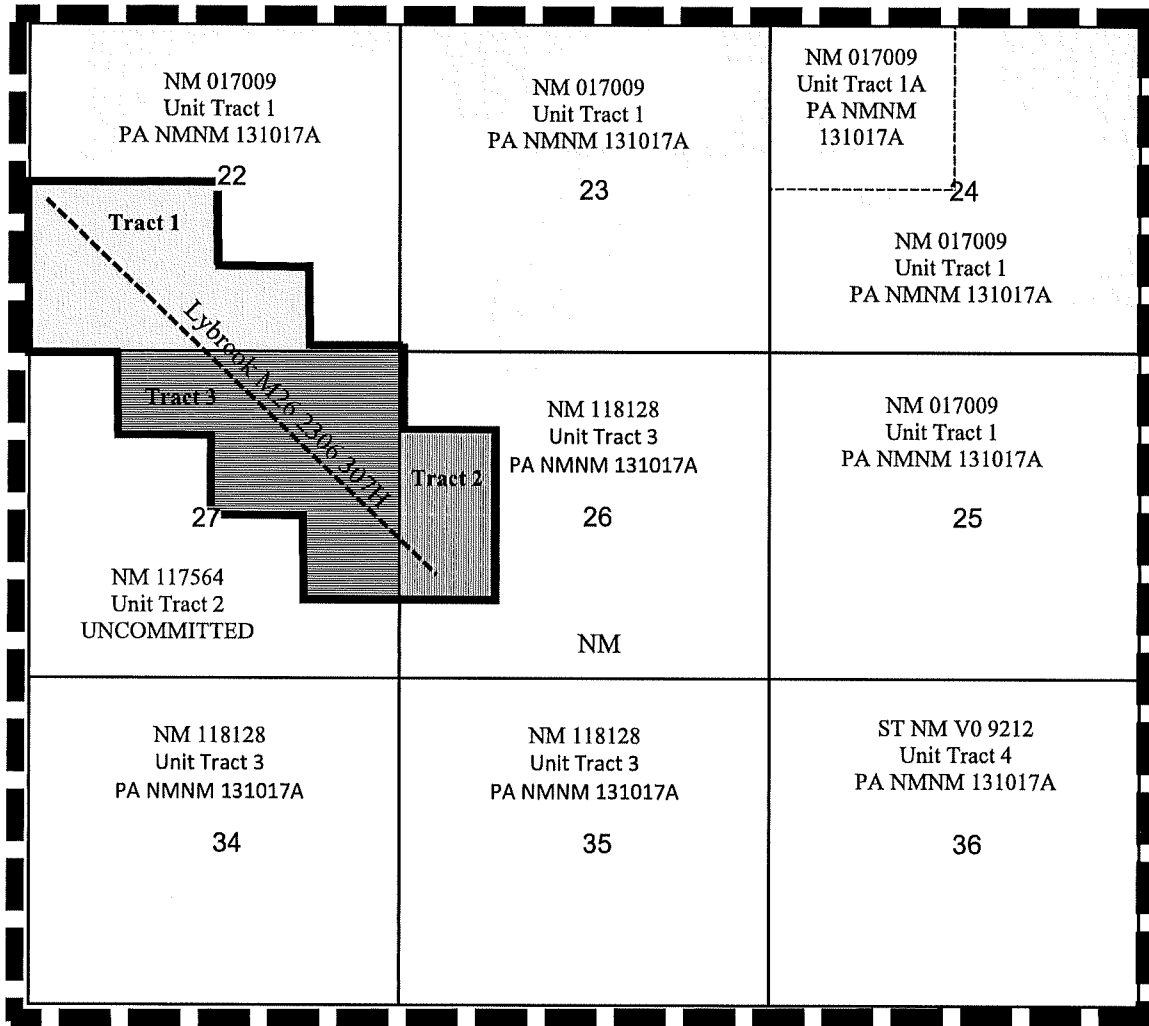 NM 017009
Unit Tract 1
PA NMNM 131017A
22
NM 017009
Unit Tract 1
PA NMNM 131017A
23
NM 017009
Unit Tract 1A
PA NMNM
131017A
24
NM 017009
Unit Tract 1
PA NMNM 131017A
Tract 1
Lybrook M26 2306 307H
Tract 3
Tract 2
27
NM 117564
Unit Tract 2
UNCOMMITTED
NM 118128
Unit Tract 3
PA NMNM 131017A
26
NM
NM 017009
Unit Tract 1
PA NMNM 131017A
25
NM 118128
Unit Tract 3
PA NMNM 131017A
34
NM 118128
Unit Tract 3
PA NMNM 131017A
35
ST NM V0 9212
Unit Tract 4
PA NMNM 131017A
36